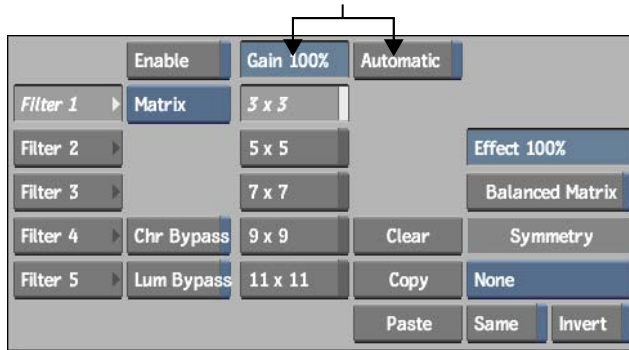 Enable Gain 100% Automatic
Filter 1 Matrix 3 x 3
Filter 2 5 x 5 Effect 100%
Filter 3 7 x 7 Balanced Matrix
Filter 4 Chr Bypass 9 x 9 Clear Symmetry
Filter 5 Lum Bypass 11 x 11 Copy None
Paste Same Invert